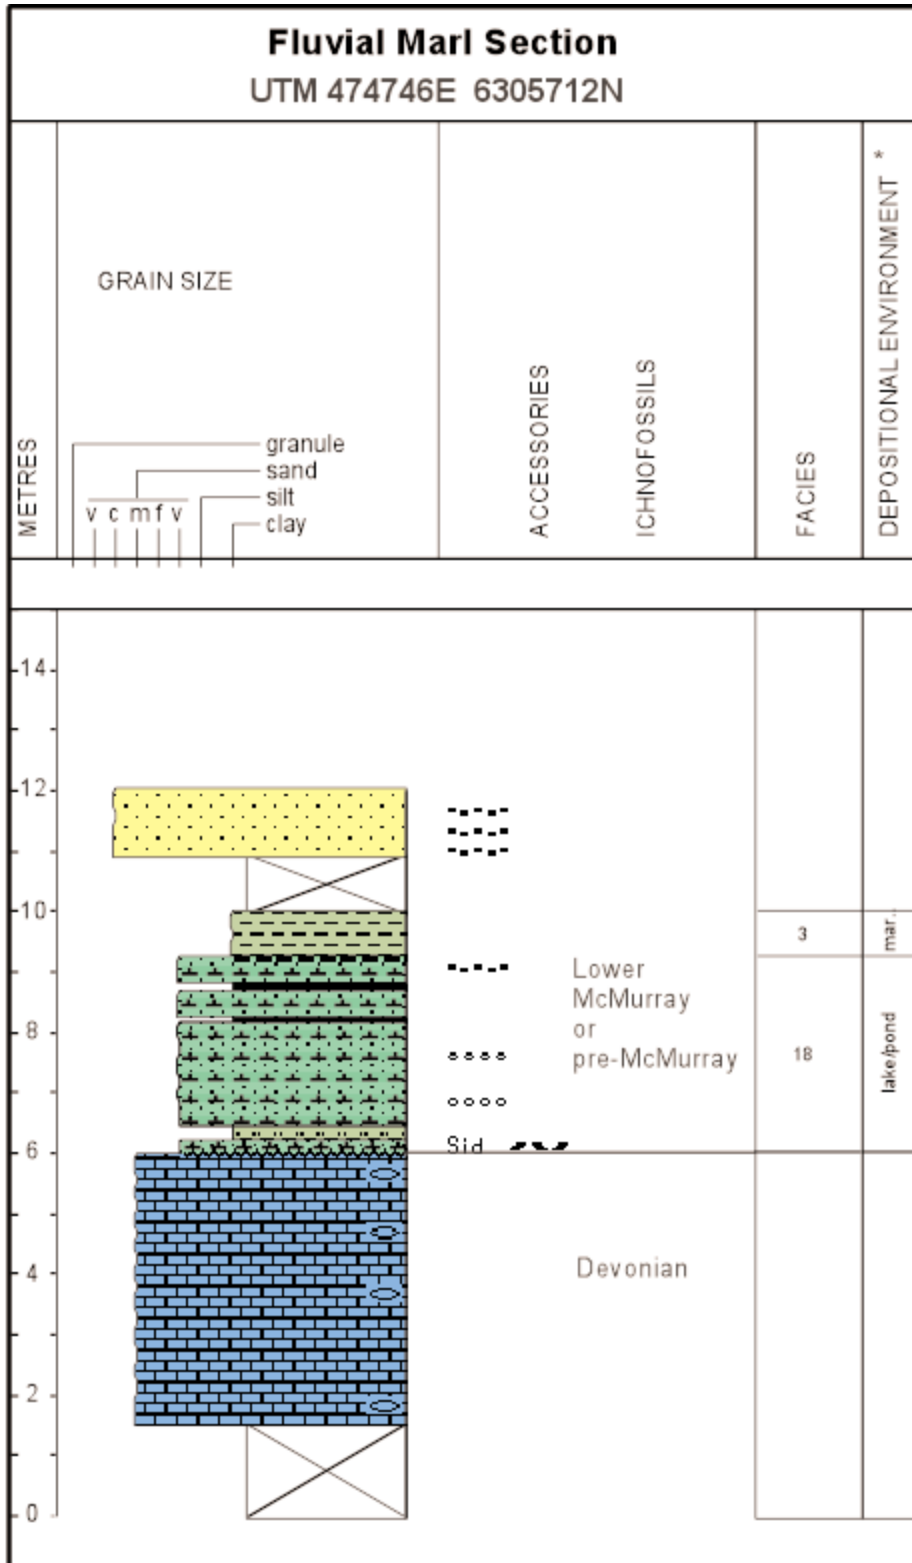 Fluvial Marl Section
UTM 474746E 6305712N
METRES
GRAIN SIZE
granule
sand
silt
clay
v c m f v
ACCESSORIES
ICHNOFOSSILS
FACIES
DEPOSITIONAL ENVIRONMENT *
14
12
10
3
mar..
Lower
McMurray
or
pre-McMurray
8
18
lake/pond
Sid
6
4
Devonian
2
0